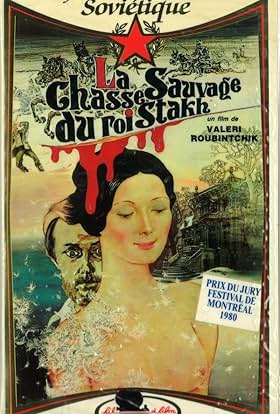 Soviétique
La
Chasse Sauvage
du roi Stakh
un film de
VALERI
ROUBINTCHIK
PRIX DU JURY
FESTIVAL DE
MONTRÉAL
1980
à film